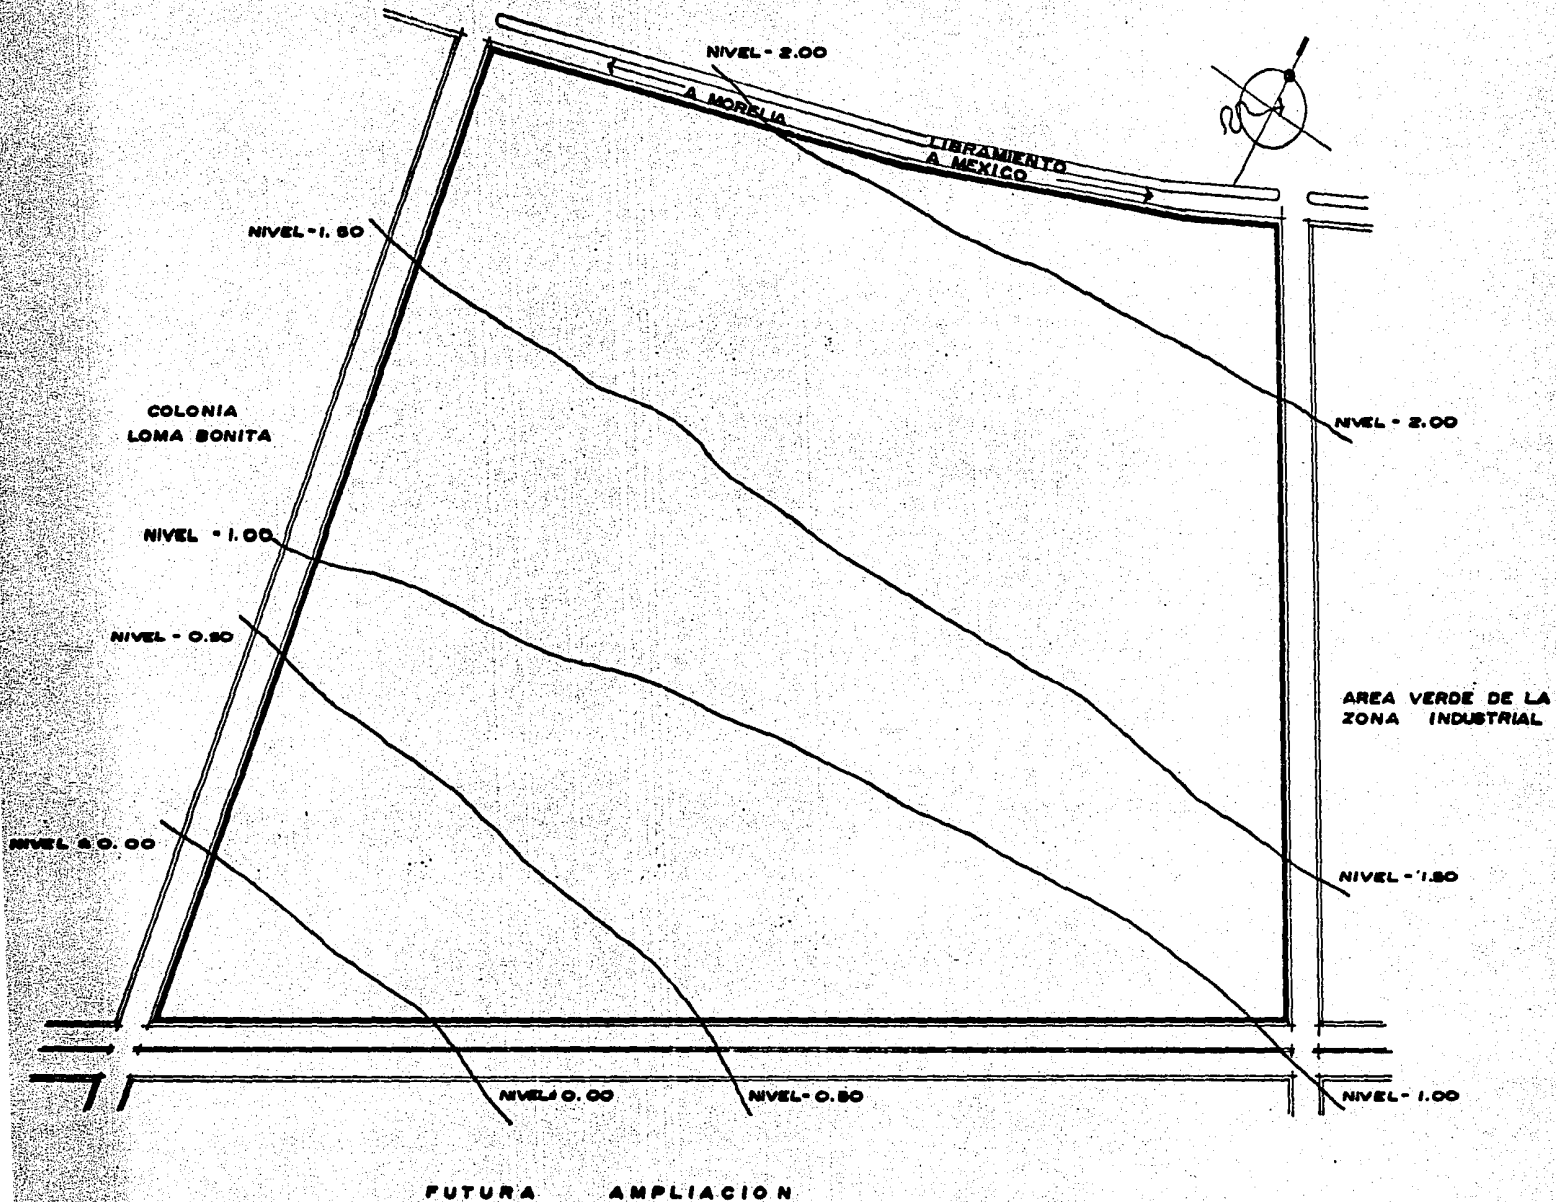 NIVEL - 2.00
A MORELIA
LIBRAMIENTO
A MEXICO
NIVEL - 1.50
COLONIA
LOMA BONITA
NIVEL - 2.00
NIVEL - 1.00
NIVEL - 0.50
AREA VERDE DE LA
ZONA INDUSTRIAL
NIVEL ± 0.00
NIVEL - 1.50
NIVEL ± 0.00
NIVEL - 0.50
NIVEL - 1.00
FUTURA AMPLIACION